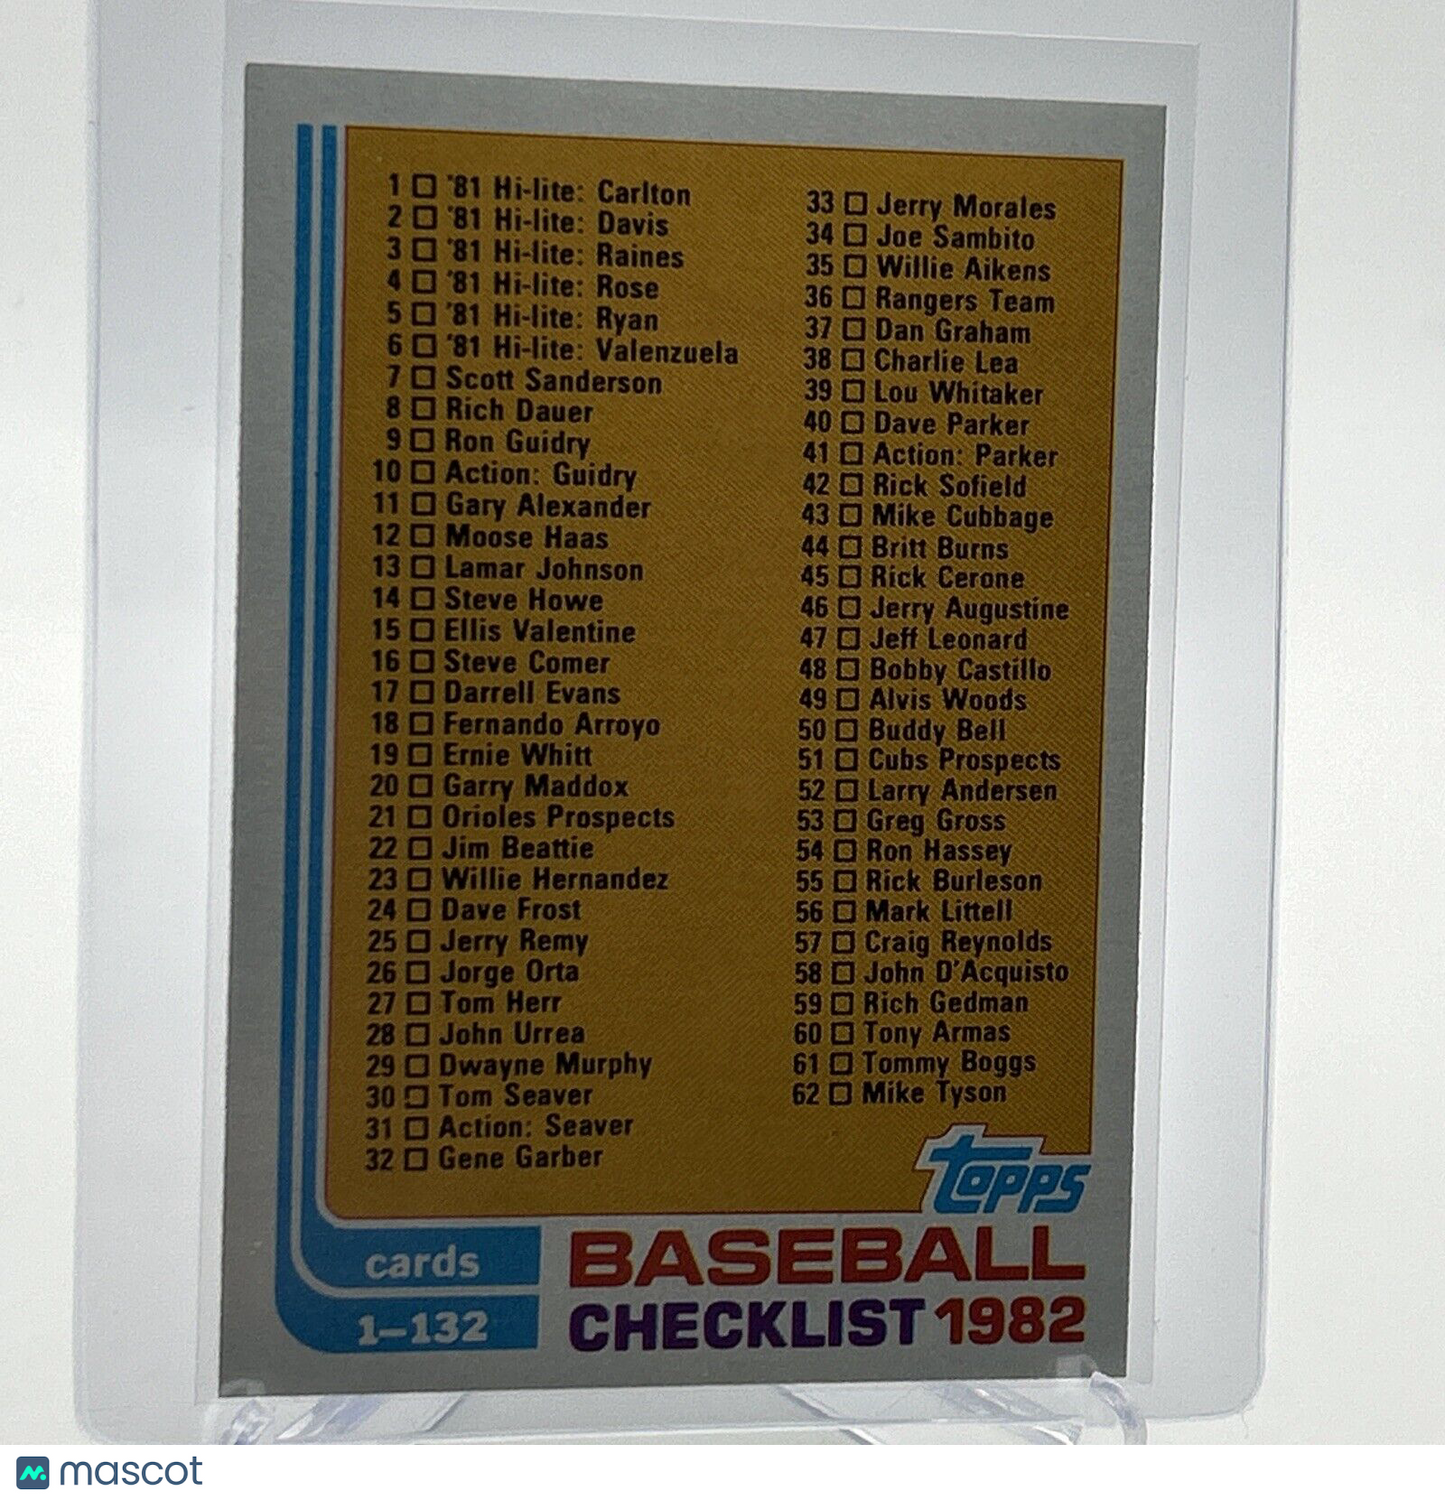 1 '81 Hi-lite: Carlton
2 '81 Hi-lite: Davis
3 '81 Hi-lite: Raines
4 '81 Hi-lite: Rose
5 '81 Hi-lite: Ryan
6 '81 Hi-lite: Valenzuela
7 Scott Sanderson
8 Rich Dauer
9 Ron Guidry
10 Action: Guidry
11 Gary Alexander
12 Moose Haas
13 Lamar Johnson
14 Steve Howe
15 Ellis Valentine
16 Steve Comer
17 Darrell Evans
18 Fernando Arroyo
19 Ernie Whitt
20 Garry Maddox
21 Orioles Prospects
22 Jim Beattie
23 Willie Hernandez
24 Dave Frost
25 Jerry Remy
26 Jorge Orta
27 Tom Herr
28 John Urrea
29 Dwayne Murphy
30 Tom Seaver
31 Action: Seaver
32 Gene Garber
33 Jerry Morales
34 Joe Sambito
35 Willie Aikens
36 Rangers Team
37 Dan Graham
38 Charlie Lea
39 Lou Whitaker
40 Dave Parker
41 Action: Parker
42 Rick Sofield
43 Mike Cubbage
44 Britt Burns
45 Rick Cerone
46 Jerry Augustine
47 Jeff Leonard
48 Bobby Castillo
49 Alvis Woods
50 Buddy Bell
51 Cubs Prospects
52 Larry Andersen
53 Greg Gross
54 Ron Hassey
55 Rick Burleson
56 Mark Littell
57 Craig Reynolds
58 John D'Acquisto
59 Rich Gedman
60 Tony Armas
61 Tommy Boggs
62 Mike Tyson
topps
cards
1–132
BASEBALL
CHECKLIST 1982
mascot